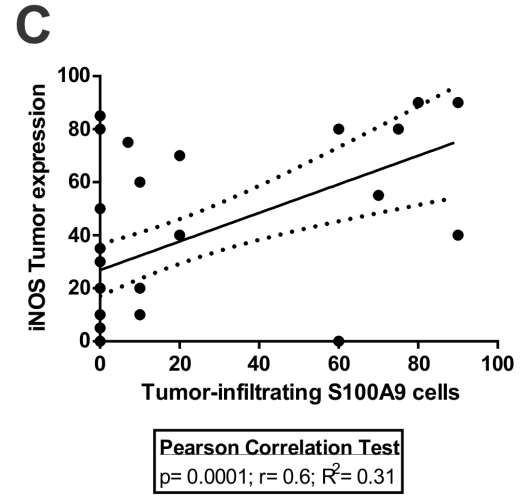 C
iNOS Tumor expression
100
80
60
40
20
0
0 20 40 60 80 100
Tumor-infiltrating S100A9 cells
Pearson Correlation Test
p= 0.0001; r= 0.6; R²= 0.31